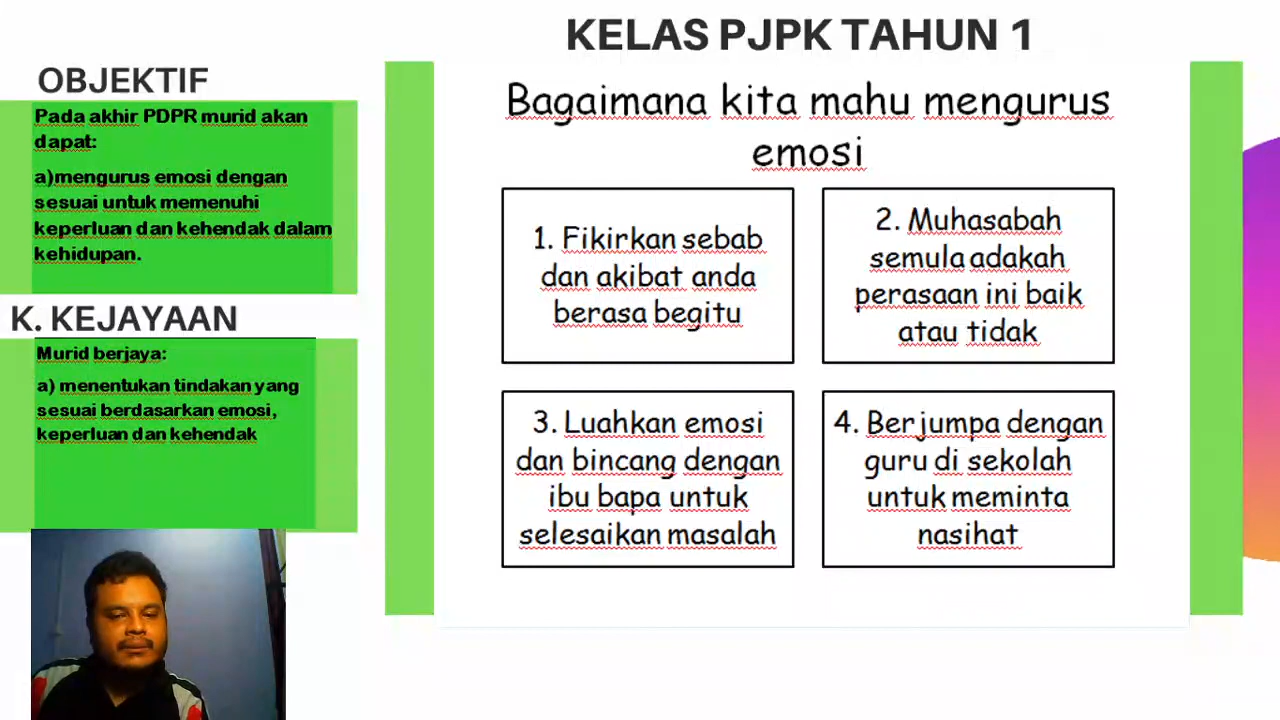 KELAS PJPK TAHUN 1
OBJEKTIF
Pada akhir PDPR murid akan
dapat:
a)mengurus emosi dengan
sesuai untuk memenuhi
keperluan dan kehendak dalam
kehidupan.
K. KEJAYAAN
Murid berjaya:
a) menentukan tindakan yang
sesuai berdasarkan emosi,
keperluan dan kehendak
Bagaimana kita mahu mengurus
emosi
1. Fikirkan sebab
dan akibat anda
berasa begitu
2. Muhasabah
semula adakah
perasaan ini baik
atau tidak
3. Luahkan emosi
dan bincang dengan
ibu bapa untuk
selesaikan masalah
4. Berjumpa dengan
guru di sekolah
untuk meminta
nasihat